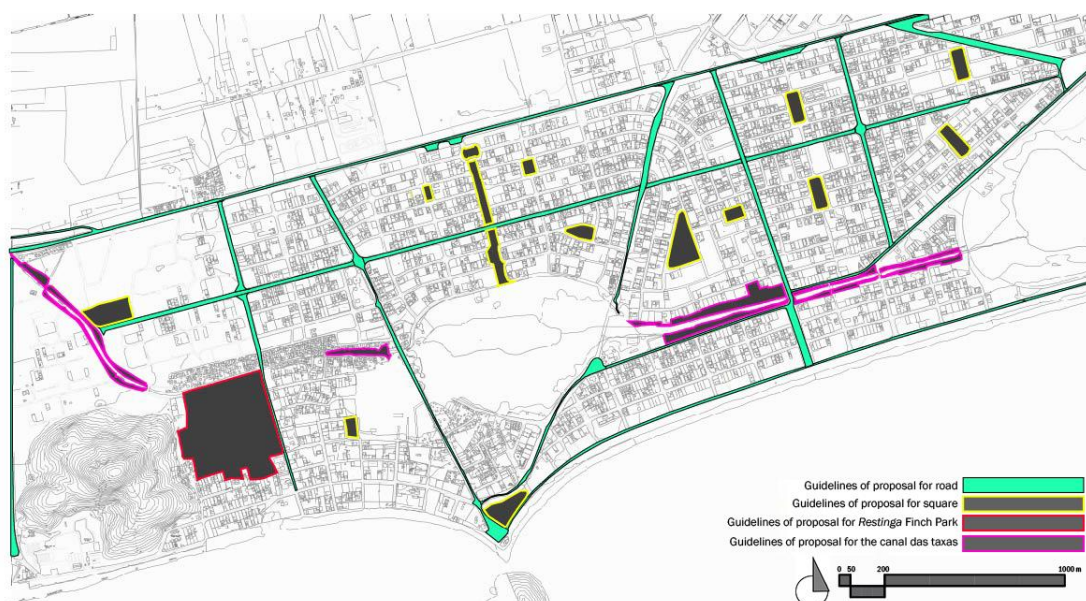 Guidelines of proposal for road
Guidelines of proposal for square
Guidelines of proposal for Restinga Finch Park
Guidelines of proposal for the canal das taxas
0 50 200 1000 m